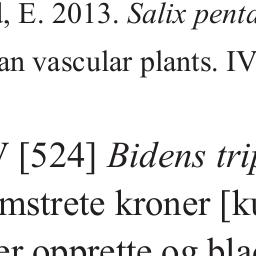 , E. 2013. Salix penta
an vascular plants. IV
[524] Bidens trip
mstrete kroner [ku
er opprette og blad